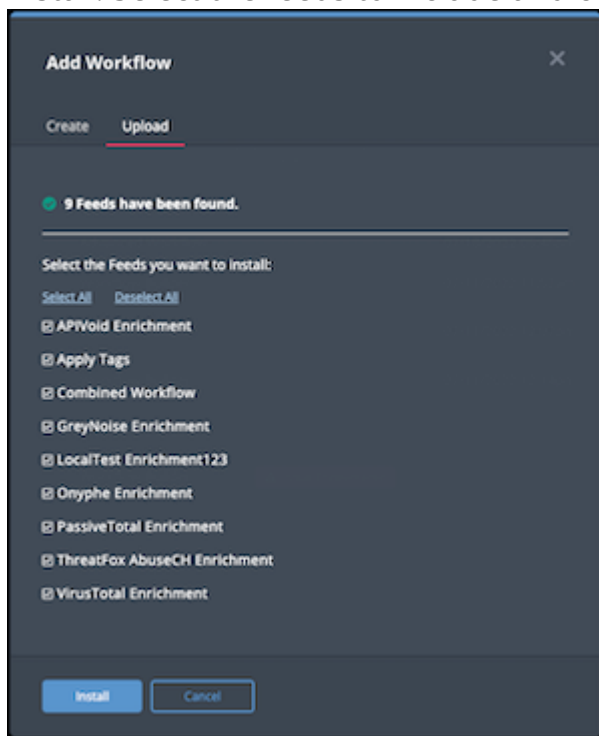 Add Workflow
Create Upload
9 Feeds have been found.
Select the Feeds you want to install:
Select All Deselect All
APIVoid Enrichment
Apply Tags
Combined Workflow
GreyNoise Enrichment
LocalTest Enrichment123
Onyphe Enrichment
PassiveTotal Enrichment
ThreatFox AbuseCH Enrichment
VirusTotal Enrichment
Install Cancel